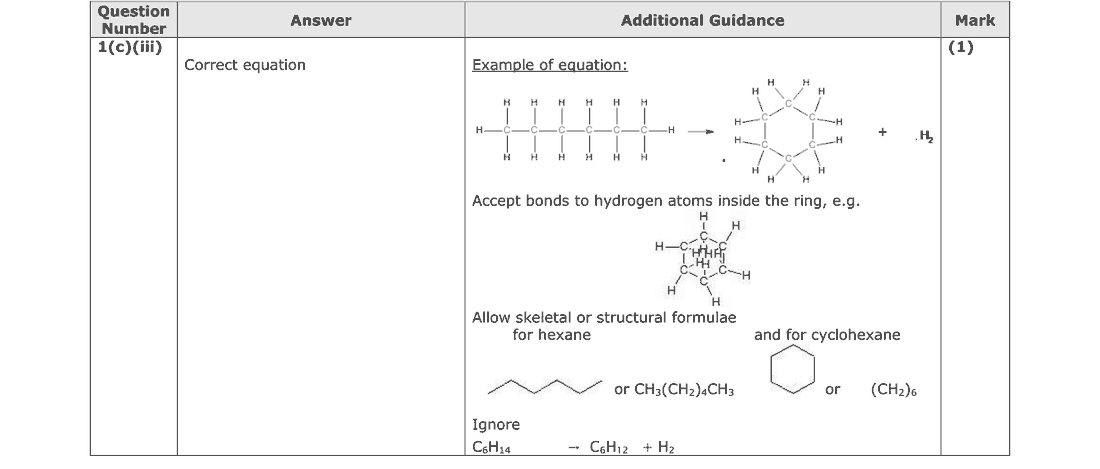 Question Number Answer Additional Guidance Mark
1(c)(iii) (1)
Correct equation Example of equation:
H H H H H H
H—C—C—C—C—C—C—H
H H H H H H
H H
H C H
H C C H
H C C H
H C H
H H
+ H₂
Accept bonds to hydrogen atoms inside the ring, e.g.
H
H
C
H C C
C C H
H C
H
Allow skeletal or structural formulae
for hexane and for cyclohexane
or CH₃(CH₂)₄CH₃ or (CH₂)₆
Ignore
C₆H₁₄ → C₆H₁₂ + H₂